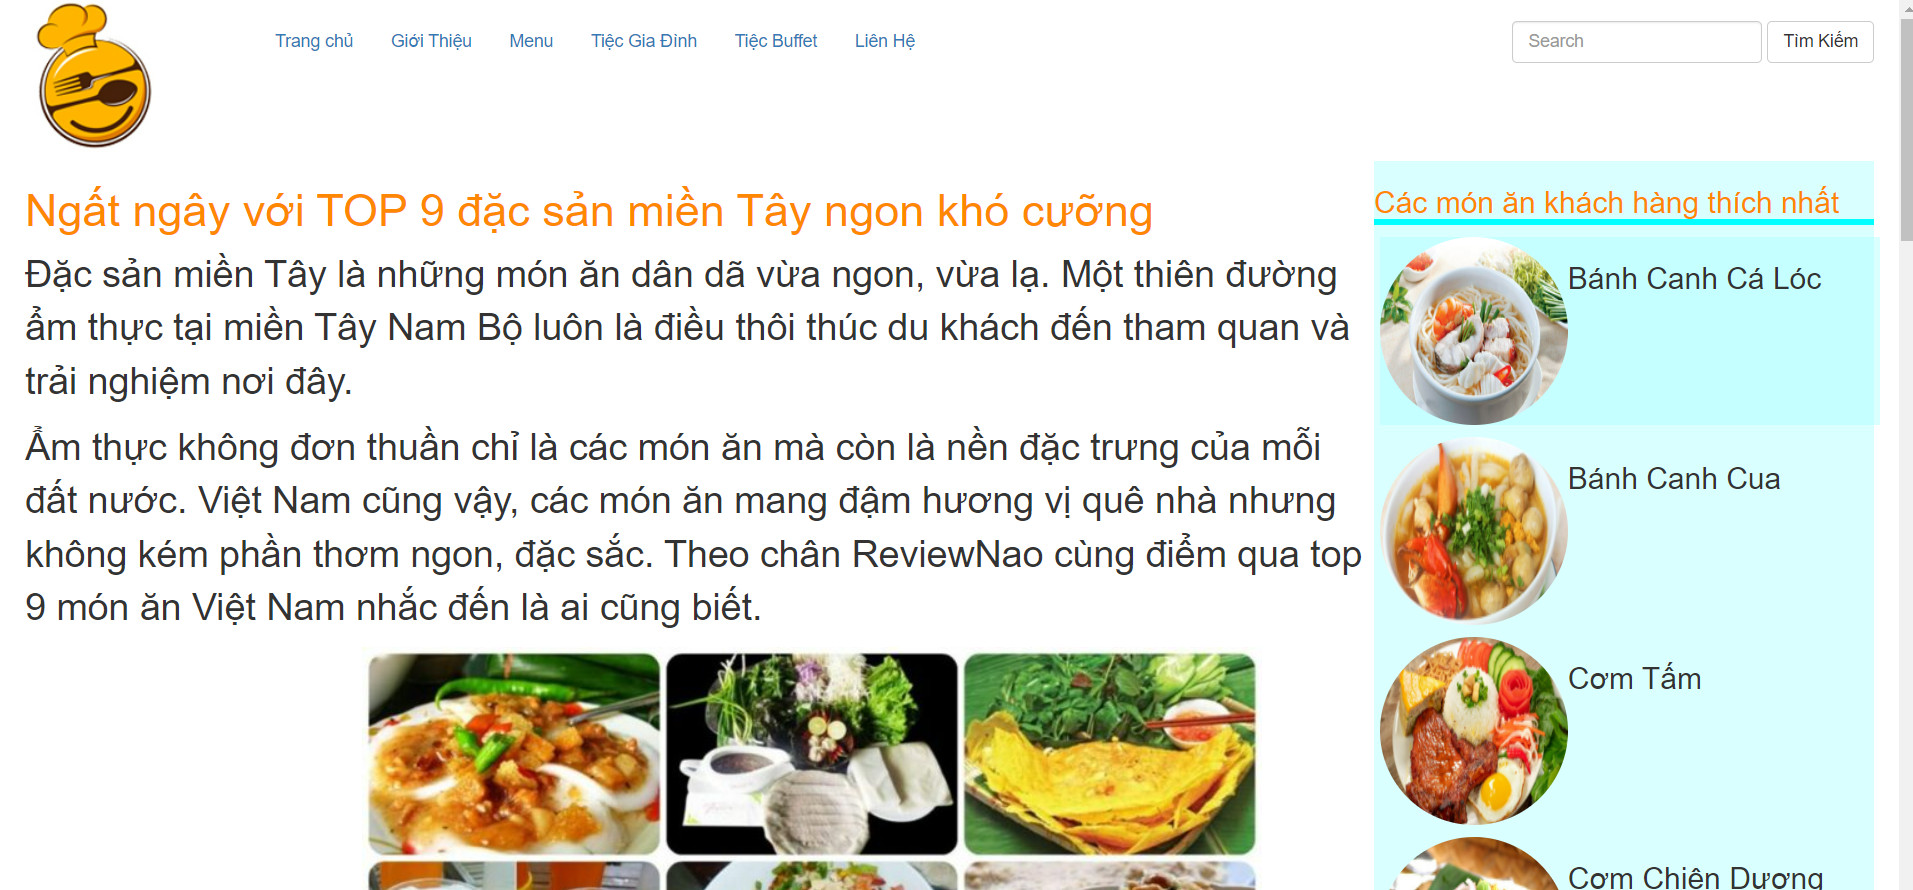 Trang chủ
Giới Thiệu
Menu
Tiệc Gia Đình
Tiệc Buffet
Liên Hệ
Search
Tìm Kiếm
Ngất ngây với TOP 9 đặc sản miền Tây ngon khó cưỡng
Đặc sản miền Tây là những món ăn dân dã vừa ngon, vừa lạ. Một thiên đường
ẩm thực tại miền Tây Nam Bộ luôn là điều thôi thúc du khách đến tham quan và
trải nghiệm nơi đây.
Ẩm thực không đơn thuần chỉ là các món ăn mà còn là nền đặc trưng của mỗi
đất nước. Việt Nam cũng vậy, các món ăn mang đậm hương vị quê nhà nhưng
không kém phần thơm ngon, đặc sắc. Theo chân ReviewNao cùng điểm qua top
9 món ăn Việt Nam nhắc đến là ai cũng biết.
Các món ăn khách hàng thích nhất
Bánh Canh Cá Lóc
Bánh Canh Cua
Cơm Tấm
Cơm Chiên Dương